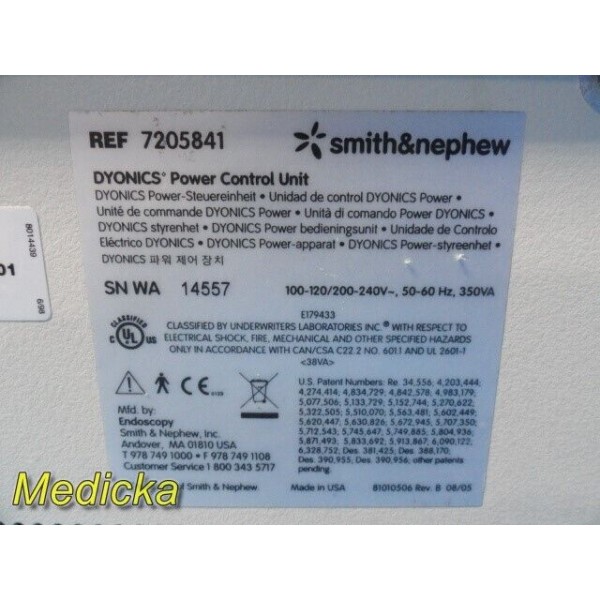 REF 7205841
smith&nephew
DYONICS® Power Control Unit
DYONICS Power-Steuereinheit • Unidad de control DYONICS Power •
Unité de commande DYONICS Power • Unità di comando Power DYONICS •
DYONICS styrenhet • DYONICS Power bedieningsunit • Unidade de Controlo
Eléctrico DYONICS • DYONICS Power-apparat • DYONICS Power-styreenhet •
DYONICS 파워 제어 장치
SN WA 14557
100-120/200-240V~, 50-60 Hz, 350VA
E179433
CLASSIFIED BY UNDERWRITERS LABORATORIES INC.® WITH RESPECT TO
ELECTRICAL SHOCK, FIRE, MECHANICAL AND OTHER SPECIFIED HAZARDS
ONLY IN ACCORDANCE WITH CAN/CSA C22.2 NO. 601.1 AND UL 2601-1
<38VA>
C UL US
CE
Mfd. by:
Endoscopy
Smith & Nephew, Inc.
Andover, MA 01810 USA
T 978 749 1000 • F 978 749 1108
Customer Service 1 800 343 5717
of Smith & Nephew.
U.S. Patent Numbers: Re. 34,556; 4,203,444;
4,274,414; 4,834,729; 4,842,578; 4,983,179;
5,077,506; 5,133,729; 5,152,744; 5,270,622;
5,322,505; 5,510,070; 5,563,481; 5,602,449;
5,620,447; 5,630,826; 5,672,945; 5,707,350;
5,712,543; 5,745,647; 5,749,885; 5,804,936;
5,871,493; 5,833,692; 5,913,867; 6,090,122;
6,328,752; Des. 381,425; Des. 388,170;
Des. 390,955; Des. 390,956; other patents
pending.
Made in USA
81010506 Rev. B 08/05
8014439
6/98
01
Medicka